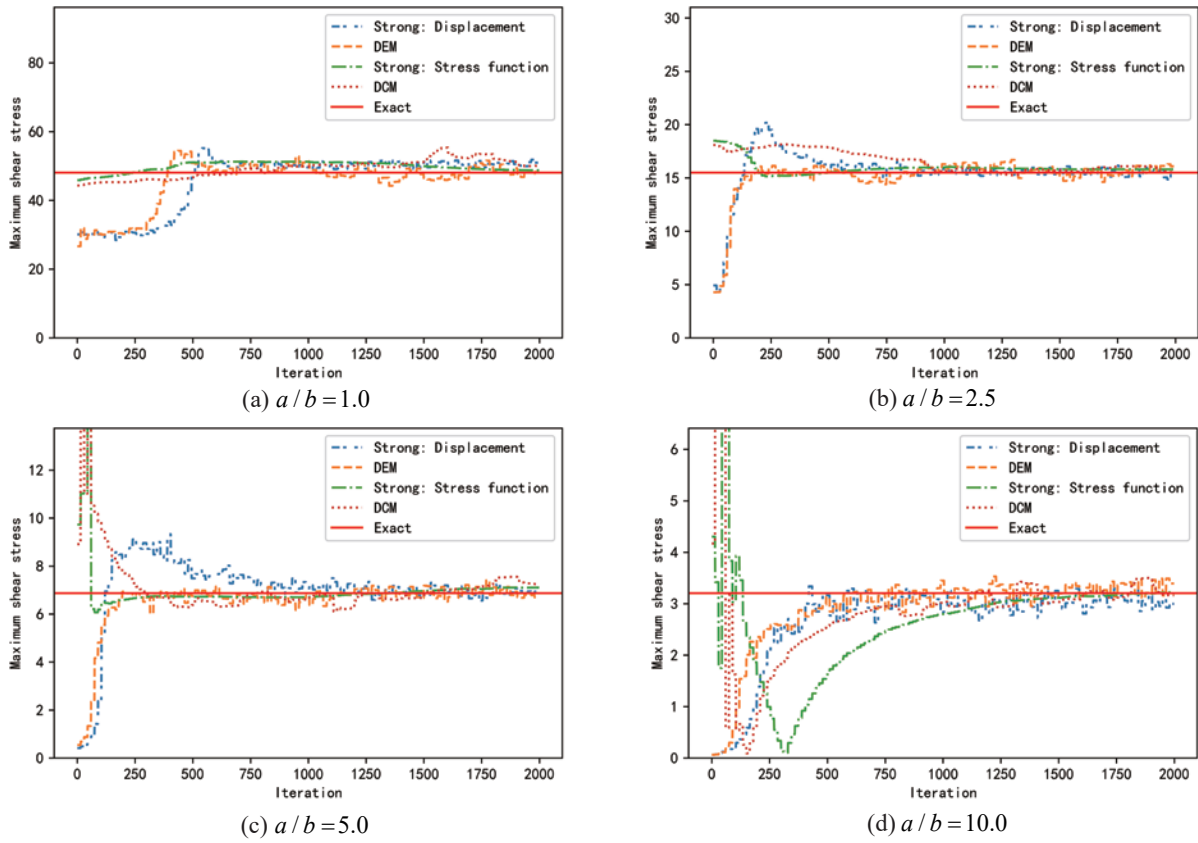 Maximum shear stress
80
60
40
20
0
Strong: Displacement
DEM
Strong: Stress function
DCM
Exact
0 250 500 750 1000 1250 1500 1750 2000
Iteration
(a) a / b = 1.0
Maximum shear stress
30
25
20
15
10
5
0
Strong: Displacement
DEM
Strong: Stress function
DCM
Exact
0 250 500 750 1000 1250 1500 1750 2000
Iteration
(b) a / b = 2.5
Maximum shear stress
12
10
8
6
4
2
0
Strong: Displacement
DEM
Strong: Stress function
DCM
Exact
0 250 500 750 1000 1250 1500 1750 2000
Iteration
(c) a / b = 5.0
Maximum shear stress
6
5
4
3
2
1
0
Strong: Displacement
DEM
Strong: Stress function
DCM
Exact
0 250 500 750 1000 1250 1500 1750 2000
Iteration
(d) a / b = 10.0